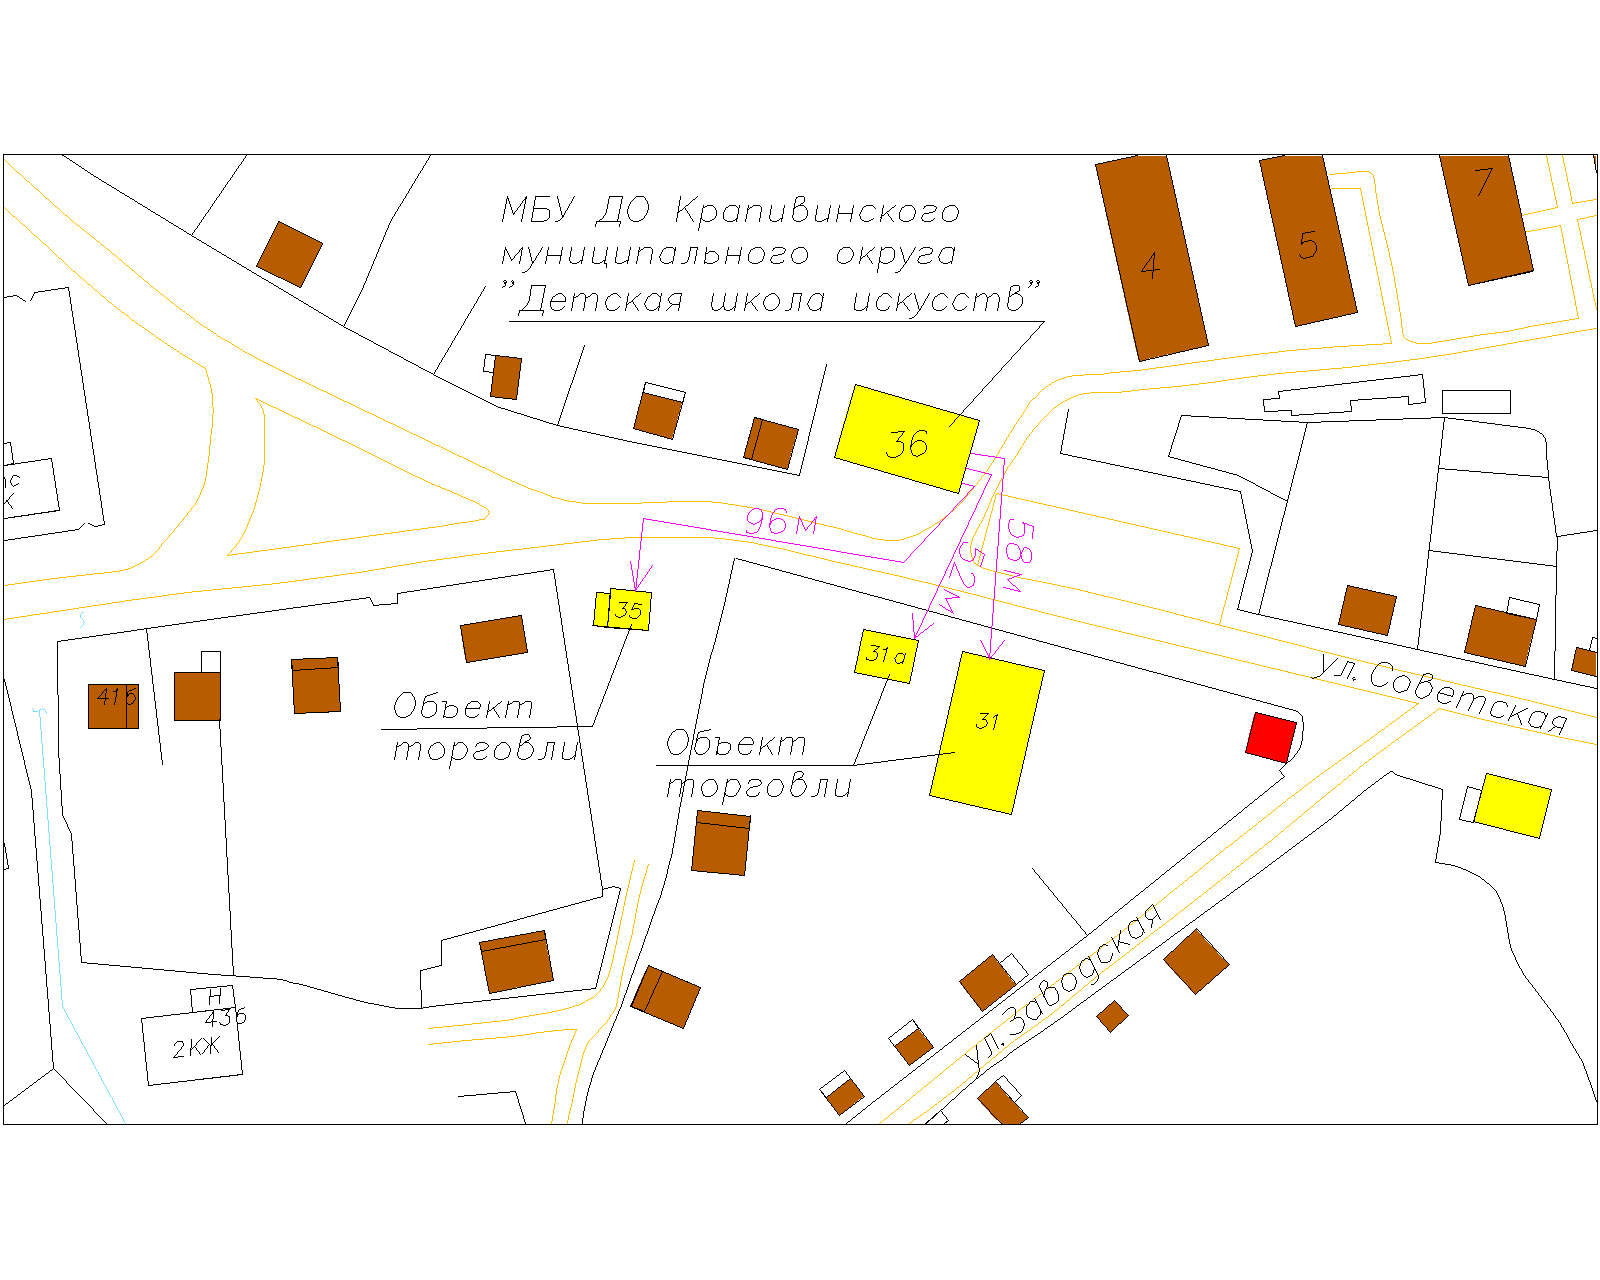 МБУ ДО Крапивинского
муниципального округа
"Детская школа искусств"
4
5
7
36
96м
58м
52м
35
31а
31
41б
Объект
торговли
Объект
торговли
ул. Советская
ул. Заводская
Н
43б
2КЖ